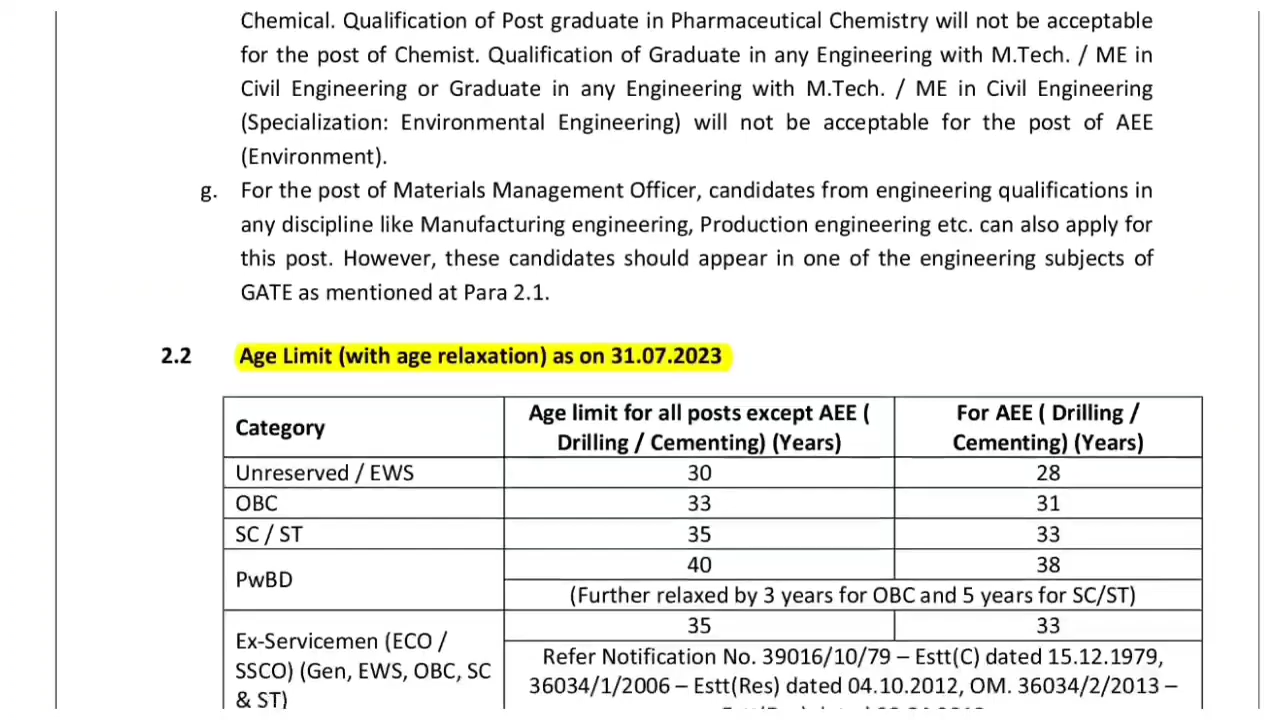 Chemical. Qualification of Post graduate in Pharmaceutical Chemistry will not be acceptable
for the post of Chemist. Qualification of Graduate in any Engineering with M.Tech. / ME in
Civil Engineering or Graduate in any Engineering with M.Tech. / ME in Civil Engineering
(Specialization: Environmental Engineering) will not be acceptable for the post of AEE
(Environment).
g. For the post of Materials Management Officer, candidates from engineering qualifications in
any discipline like Manufacturing engineering, Production engineering etc. can also apply for
this post. However, these candidates should appear in one of the engineering subjects of
GATE as mentioned at Para 2.1.
2.2 Age Limit (with age relaxation) as on 31.07.2023
Category
Age limit for all posts except AEE (
Drilling / Cementing) (Years)
For AEE ( Drilling /
Cementing) (Years)
Unreserved / EWS 30 28
OBC 33 31
SC / ST 35 33
PwBD
40 38
(Further relaxed by 3 years for OBC and 5 years for SC/ST)
Ex-Servicemen (ECO /
SSCO) (Gen, EWS, OBC, SC
& ST)
35 33
Refer Notification No. 39016/10/79 – Estt(C) dated 15.12.1979,
36034/1/2006 – Estt(Res) dated 04.10.2012, OM. 36034/2/2013 –